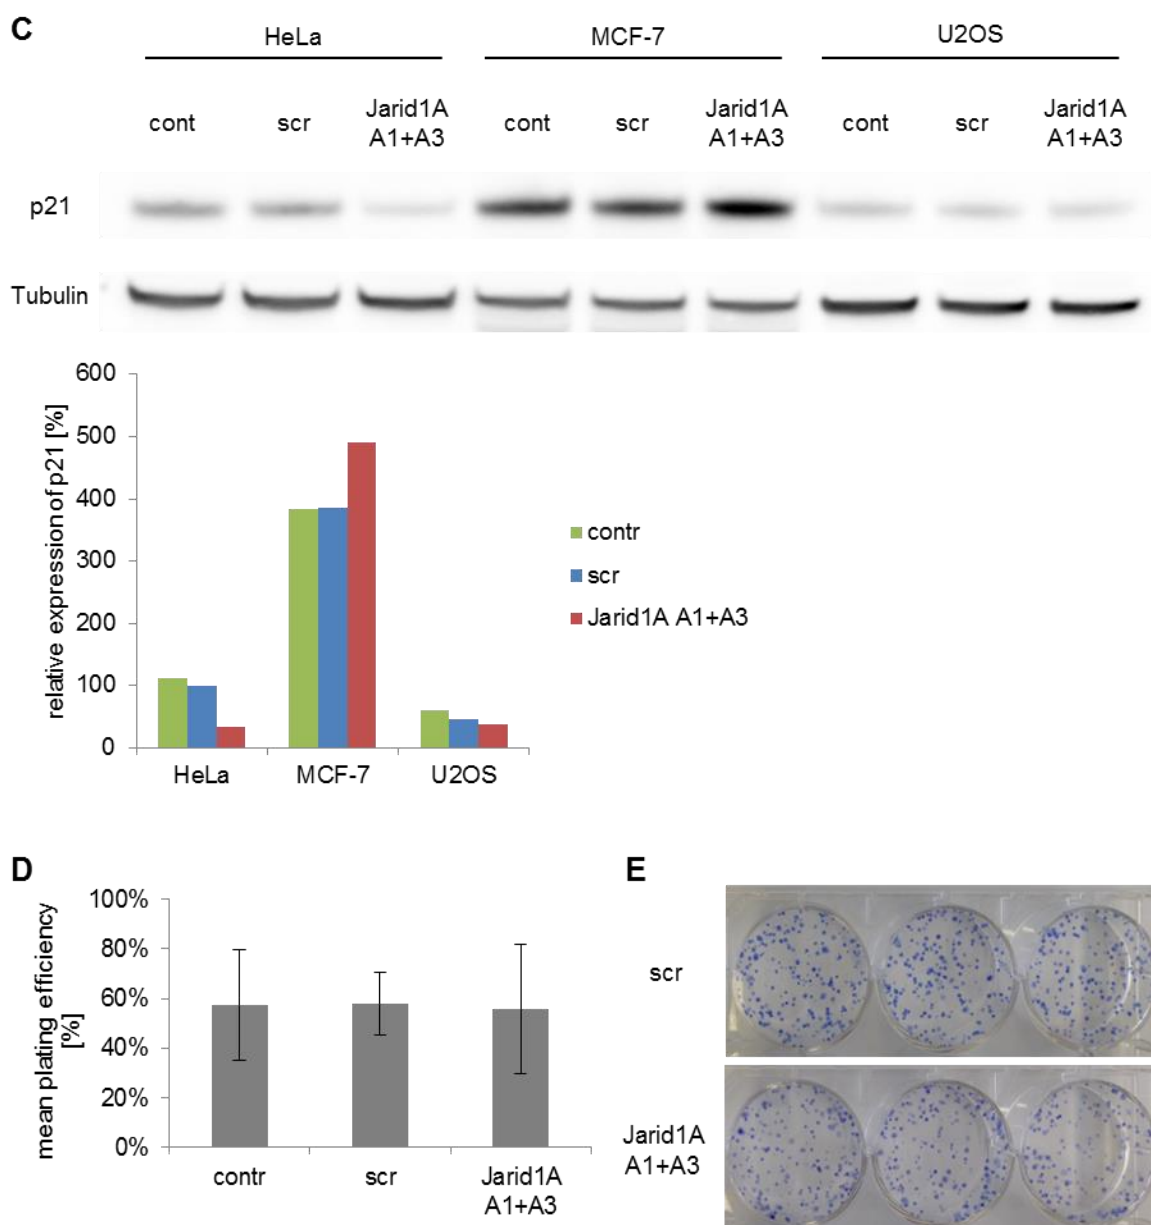 C
HeLa MCF-7 U2OS
cont scr Jarid1A A1+A3 cont scr Jarid1A A1+A3 cont scr Jarid1A A1+A3
p21
Tubulin
relative expression of p21 [%]
600
500
400
300
200
100
0
HeLa MCF-7 U2OS
contr
scr
Jarid1A A1+A3
D
mean plating efficiency
[%]
100%
80%
60%
40%
20%
0%
contr scr Jarid1A
A1+A3
E
scr
Jarid1A
A1+A3